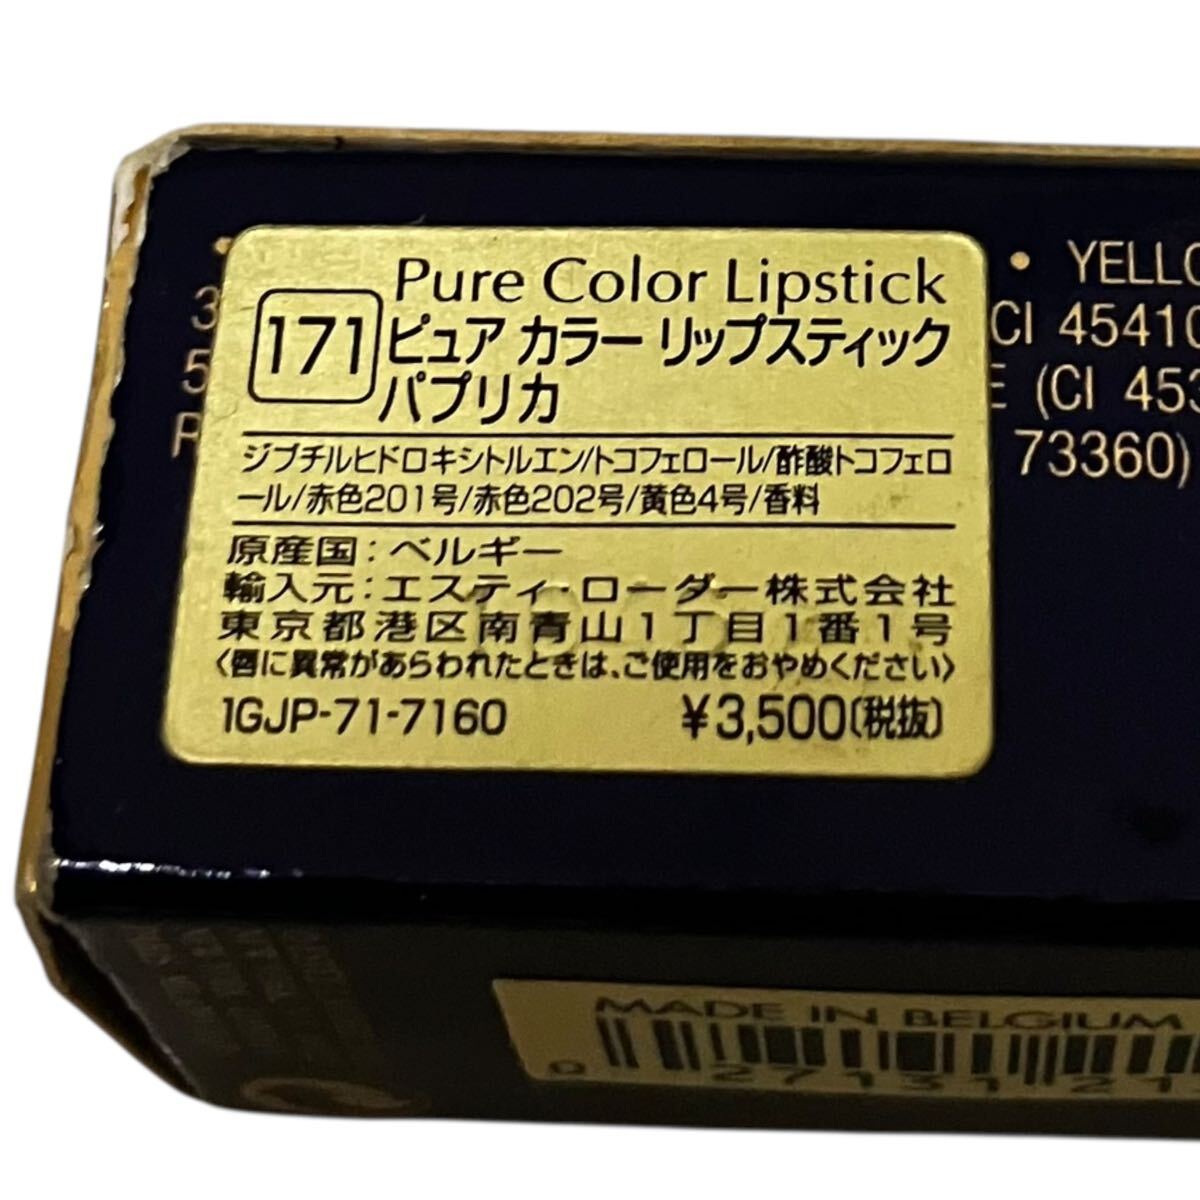 Pure Color Lipstick
171 ピュア カラー リップスティック
パプリカ
ジブチルヒドロキシトルエン/トコフェロール/酢酸トコフェロ
ール/赤色201号/赤色202号/黄色4号/香料
原産国：ベルギー
輸入元：エスティ・ローダー株式会社
東京都港区南青山1丁目1番1号
〈唇に異常があらわれたときは、ご使用をおやめください〉
1GJP-71-7160 ¥3,500(税抜)
• YELLO
(CI 45410
E (CI 453
73360)
MADE IN BELGIUM
0 27131 21